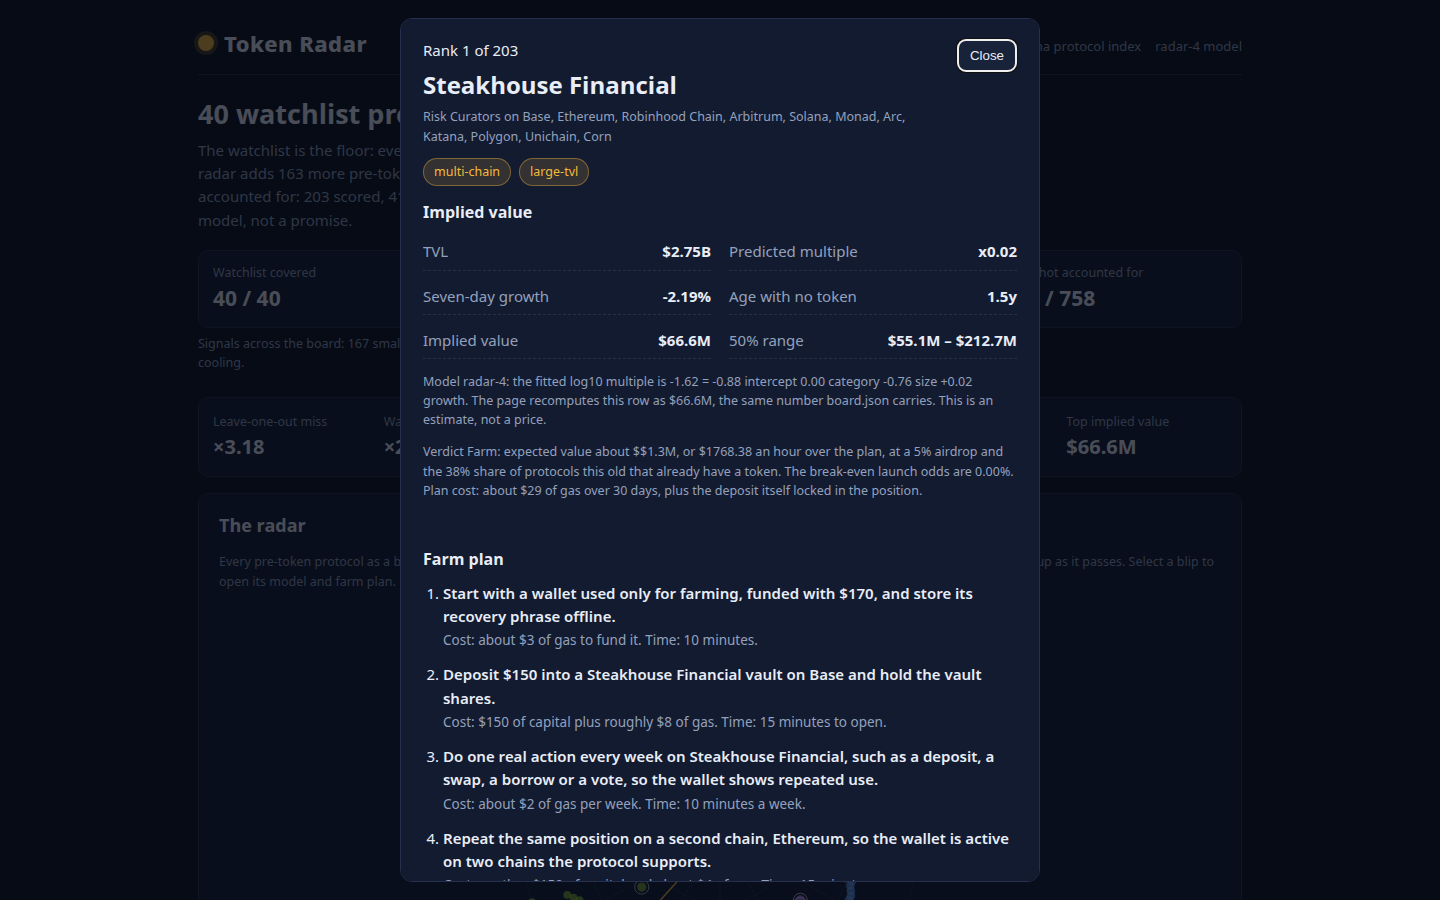 Token Radar
na protocol index radar-4 model
40 watchlist pro
The watchlist is the floor: eve
radar adds 163 more pre-tok
accounted for: 203 scored, 41
model, not a promise.
Watchlist covered
40 / 40
hot accounted for
/ 758
Signals across the board: 167 smal
cooling.
Leave-one-out miss
×3.18
Wa
×2
Top implied value
$66.6M
The radar
Every pre-token protocol as a b
up as it passes. Select a blip to
open its model and farm plan.
Rank 1 of 203
Close
Steakhouse Financial
Risk Curators on Base, Ethereum, Robinhood Chain, Arbitrum, Solana, Monad, Arc,
Katana, Polygon, Unichain, Corn
multi-chain large-tvl
Implied value
TVL $2.75B Predicted multiple x0.02
Seven-day growth -2.19% Age with no token 1.5y
Implied value $66.6M 50% range $55.1M – $212.7M
Model radar-4: the fitted log10 multiple is -1.62 = -0.88 intercept 0.00 category -0.76 size +0.02
growth. The page recomputes this row as $66.6M, the same number board.json carries. This is an
estimate, not a price.
Verdict Farm: expected value about $$1.3M, or $1768.38 an hour over the plan, at a 5% airdrop and
the 38% share of protocols this old that already have a token. The break-even launch odds are 0.00%.
Plan cost: about $29 of gas over 30 days, plus the deposit itself locked in the position.
Farm plan
1. Start with a wallet used only for farming, funded with $170, and store its
recovery phrase offline.
Cost: about $3 of gas to fund it. Time: 10 minutes.
2. Deposit $150 into a Steakhouse Financial vault on Base and hold the vault
shares.
Cost: $150 of capital plus roughly $8 of gas. Time: 15 minutes to open.
3. Do one real action every week on Steakhouse Financial, such as a deposit, a
swap, a borrow or a vote, so the wallet shows repeated use.
Cost: about $2 of gas per week. Time: 10 minutes a week.
4. Repeat the same position on a second chain, Ethereum, so the wallet is active
on two chains the protocol supports.